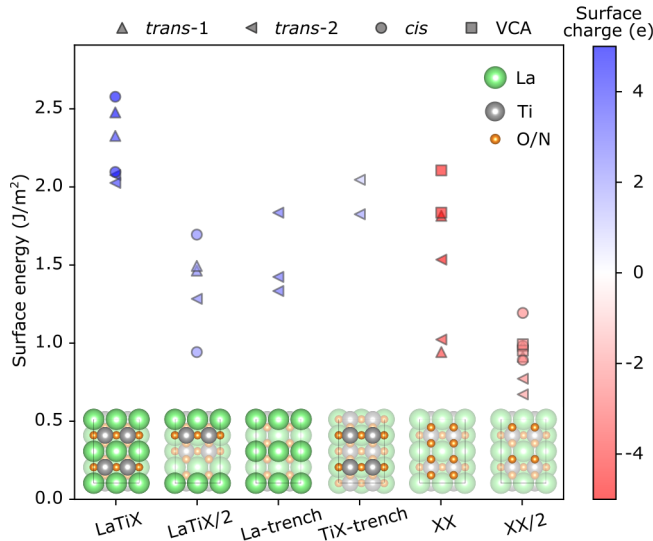 trans-1 trans-2 cis VCA
Surface
charge (e)
Surface energy (J/m²)
2.5
2.0
1.5
1.0
0.5
0.0
La
Ti
O/N
LaTiX LaTiX/2 La-trench TiX-trench XX XX/2
4
2
0
-2
-4